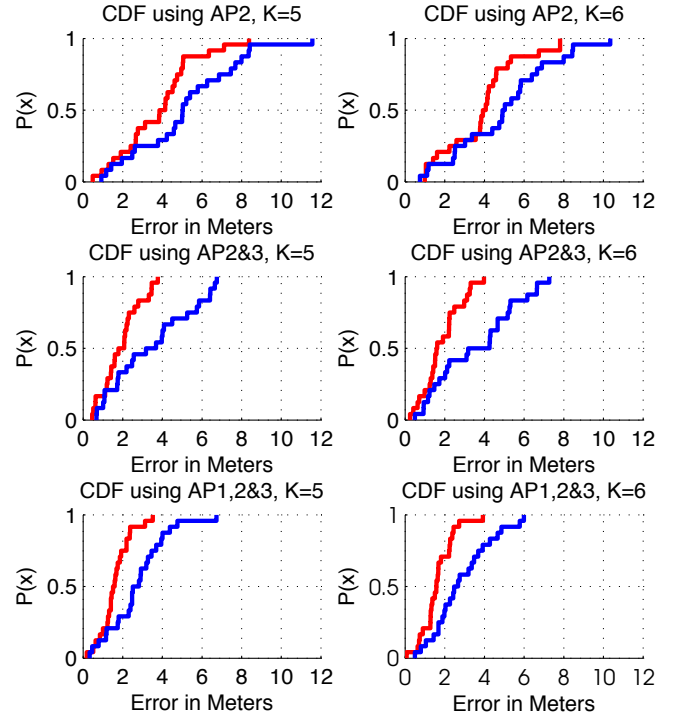 CDF using AP2, K=5
P(x)
1
0.5
0
0 2 4 6 8 10 12
Error in Meters
CDF using AP2, K=6
P(x)
1
0.5
0
0 2 4 6 8 10 12
Error in Meters
CDF using AP2&3, K=5
P(x)
1
0.5
0
0 2 4 6 8 10 12
Error in Meters
CDF using AP2&3, K=6
P(x)
1
0.5
0
0 2 4 6 8 10 12
Error in Meters
CDF using AP1,2&3, K=5
P(x)
1
0.5
0
0 2 4 6 8 10 12
Error in Meters
CDF using AP1,2&3, K=6
P(x)
1
0.5
0
0 2 4 6 8 10 12
Error in Meters